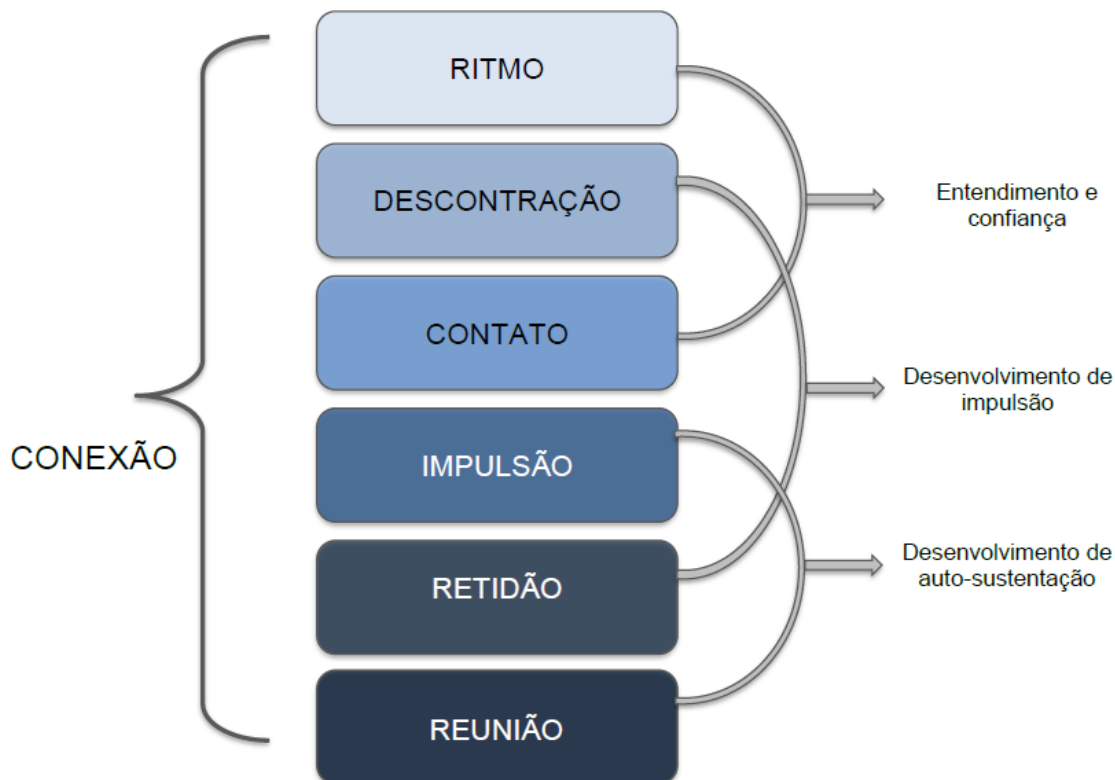 RITMO
DESCONTRAÇÃO
CONTATO
IMPULSÃO
RETIDÃO
REUNIÃO
CONEXÃO
Entendimento e
confiança
Desenvolvimento de
impulsão
Desenvolvimento de
auto-sustentação